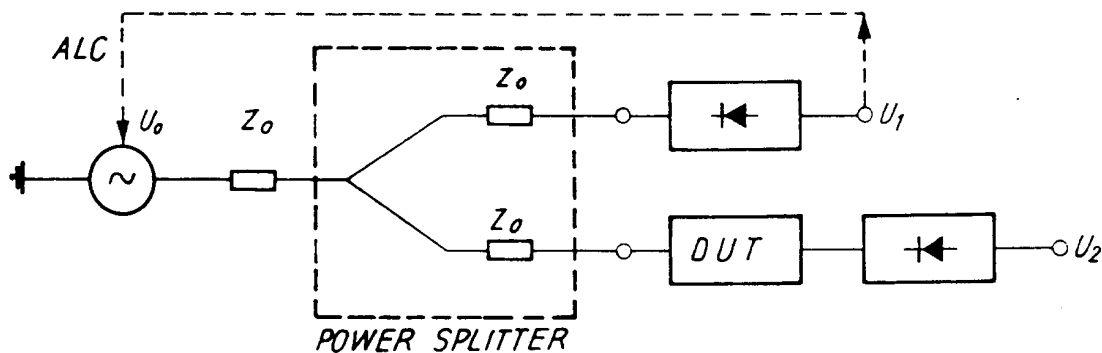 ALC
U₀
Z₀
Z₀
U₁
Z₀
DUT
U₂
POWER SPLITTER